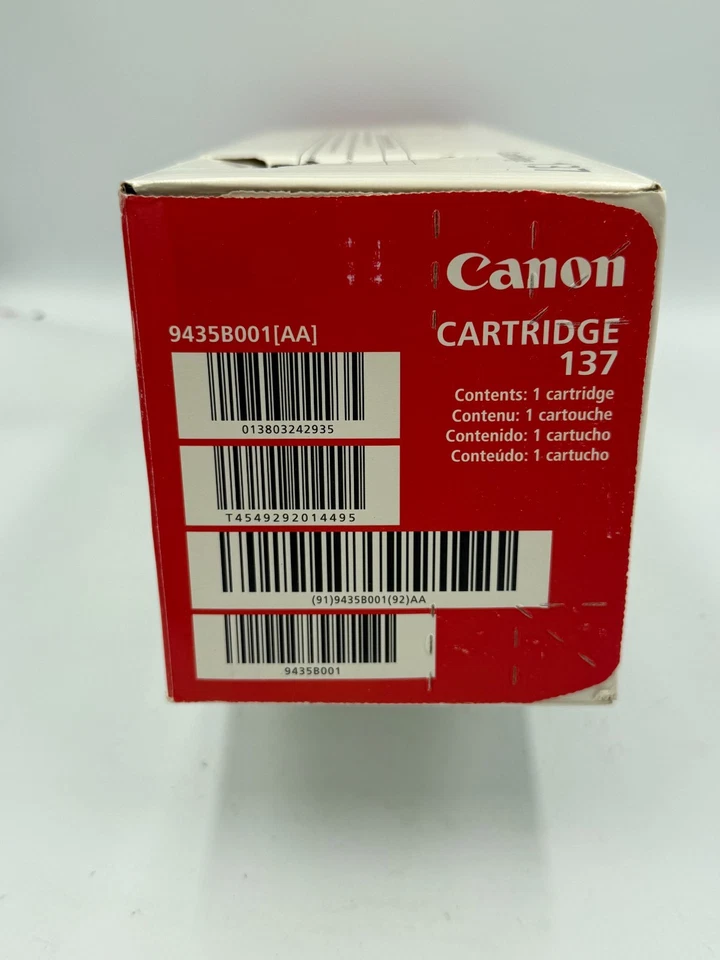 Canon
CARTRIDGE
137
9435B001[AA]
Contents: 1 cartridge
Contenu: 1 cartouche
Contenido: 1 cartucho
Conteúdo: 1 cartucho
013803242935
T4549292014495
(91)9435B001(92)AA
9435B001